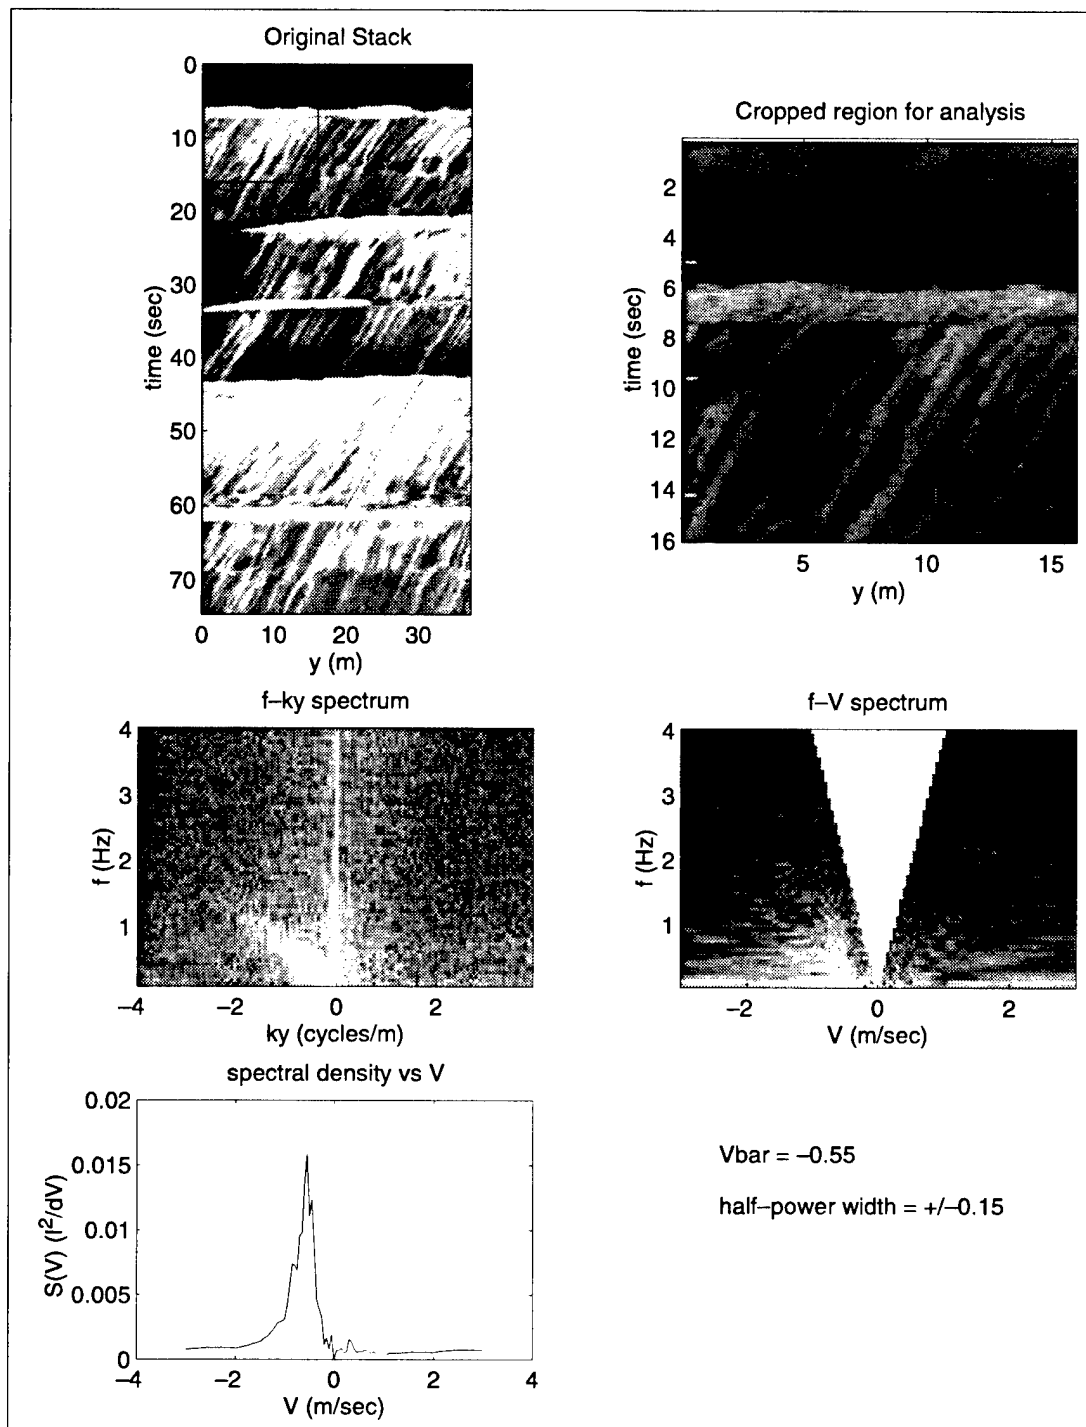 Original Stack
0
10
20
30
40
50
60
70
time (sec)
0 10 20 30
y (m)
Cropped region for analysis
2
4
6
8
10
12
14
16
time (sec)
5 10 15
y (m)
f–ky spectrum
4
3
2
1
f (Hz)
−4 −2 0 2
ky (cycles/m)
f–V spectrum
4
3
2
1
f (Hz)
−2 0 2
V (m/sec)
spectral density vs V
0.02
0.015
0.01
0.005
0
S(V) (I^2/dV)
−4 −2 0 2 4
V (m/sec)
Vbar = −0.55
half–power width = +/−0.15